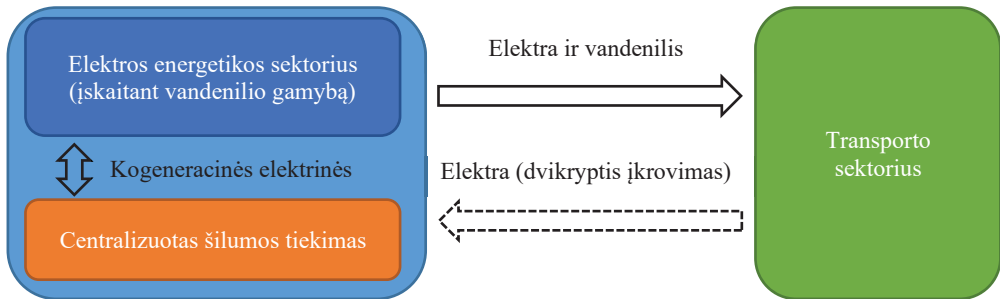 Elektros energetikos sektorius
(įskaitant vandenilio gamybą)
Kogeneracinės elektrinės
Centralizuotas šilumos tiekimas
Elektra ir vandenilis
Elektra (dvikryptis įkrovimas)
Transporto
sektorius